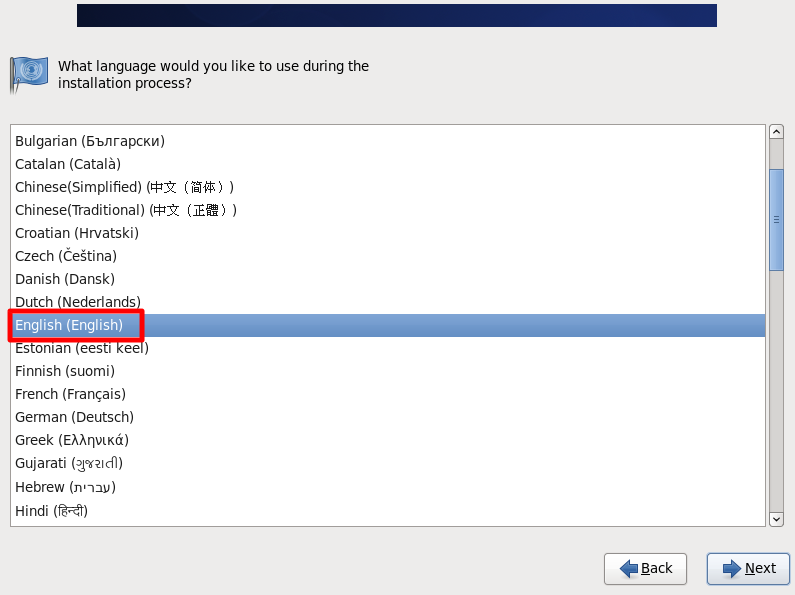 What language would you like to use during the
installation process?
Bulgarian (Български)
Catalan (Català)
Chinese(Simplified) (中文（简体）)
Chinese(Traditional) (中文（正體）)
Croatian (Hrvatski)
Czech (Čeština)
Danish (Dansk)
Dutch (Nederlands)
English (English)
Estonian (eesti keel)
Finnish (suomi)
French (Français)
German (Deutsch)
Greek (Ελληνικά)
Gujarati (ગુજરાતી)
Hebrew (עברית)
Hindi (हिन्दी)
Back
Next